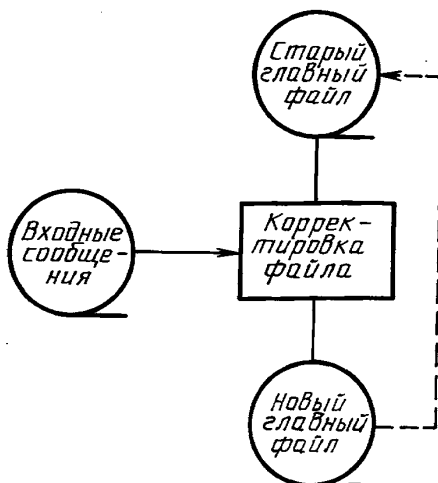 Старый
главный
файл
Входные
сообще-
ния
Коррек-
тировка
файла
Новый
главный
файл